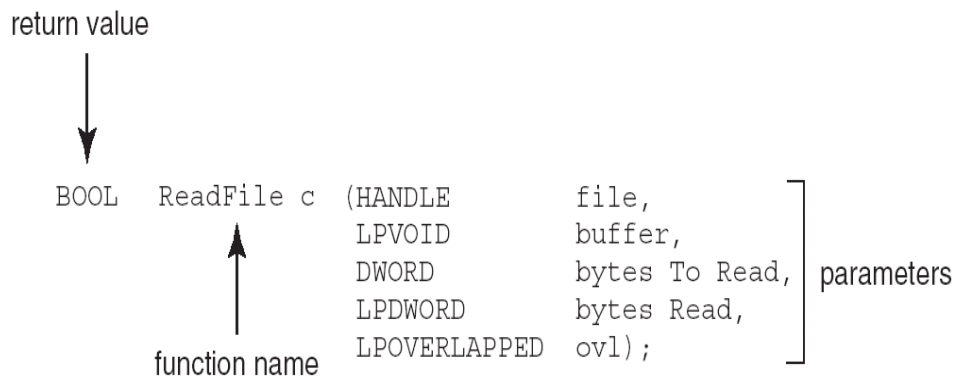 return value
BOOL ReadFile c (HANDLE file,
LPVOID buffer,
DWORD bytes To Read,
LPDWORD bytes Read,
LPOVERLAPPED ovl);
parameters
function name